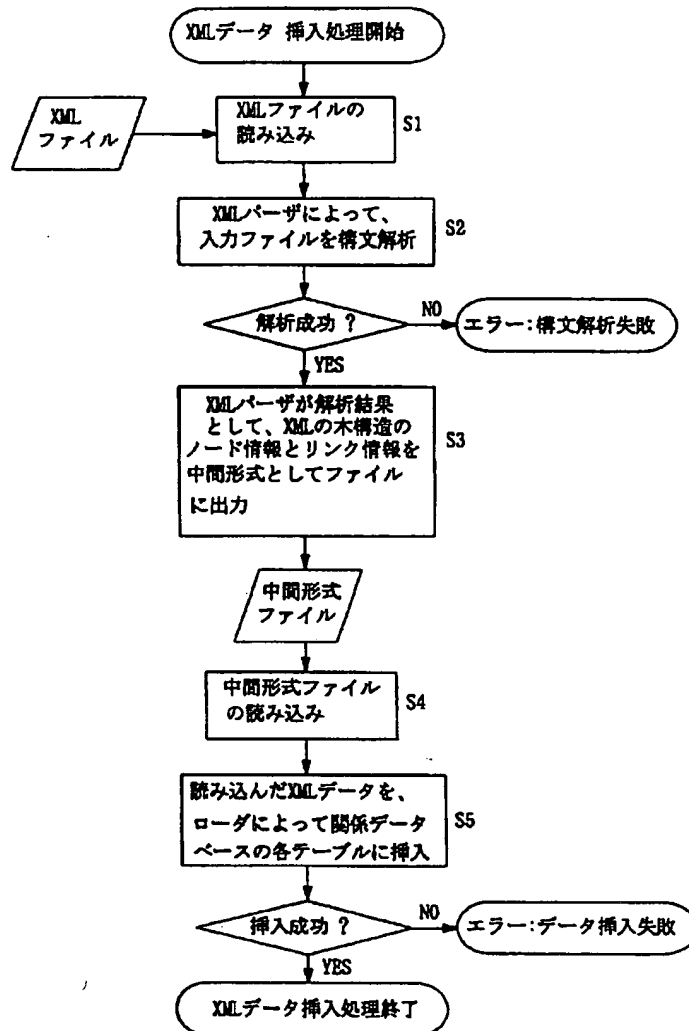 XMLデータ 挿入処理開始
XML
ファイル
XMLファイルの
読み込み
S1
XMLパーザによって、
入力ファイルを構文解析
S2
解析成功 ?
NO
エラー:構文解析失敗
YES
XMLパーザが解析結果
として、XMLの木構造の
ノード情報とリンク情報を
中間形式としてファイル
に出力
S3
中間形式
ファイル
中間形式ファイル
の読み込み
S4
読み込んだXMLデータを、
ローダによって関係データ
ベースの各テーブルに挿入
S5
挿入成功 ?
NO
エラー:データ挿入失敗
YES
XMLデータ挿入処理終了